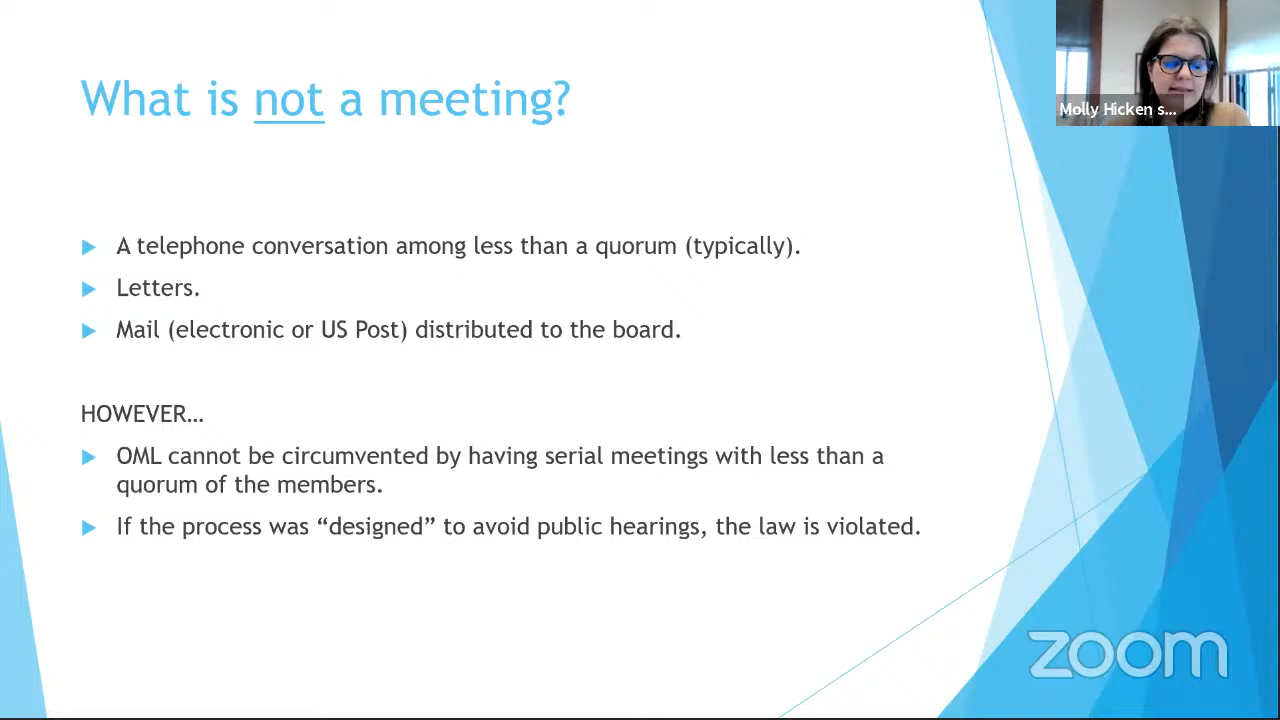 What is not a meeting?
Molly Hicken s...
A telephone conversation among less than a quorum (typically).
Letters.
Mail (electronic or US Post) distributed to the board.
HOWEVER…
OML cannot be circumvented by having serial meetings with less than a
quorum of the members.
If the process was “designed” to avoid public hearings, the law is violated.
zoom